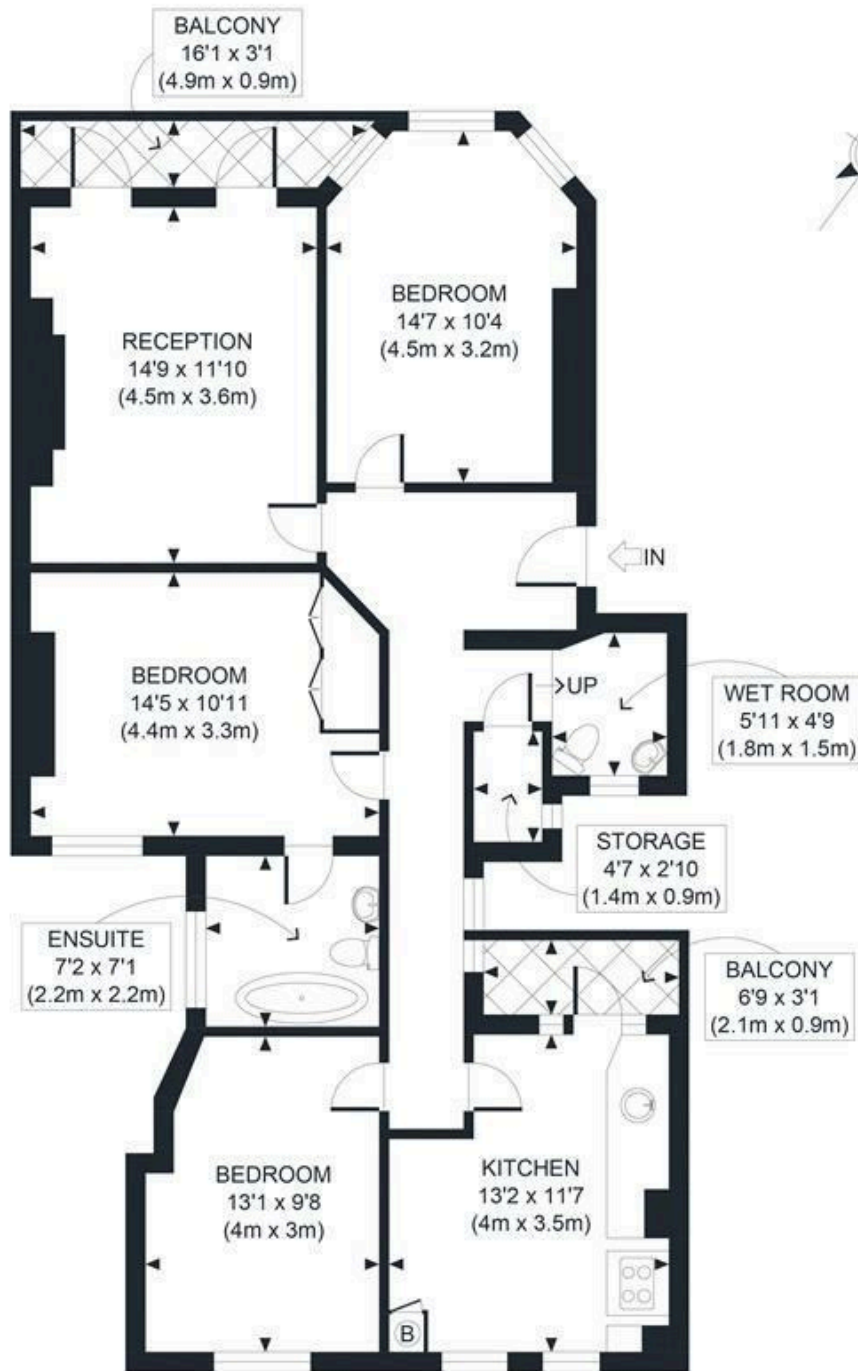 BALCONY
16'1 x 3'1
(4.9m x 0.9m)
BEDROOM
14'7 x 10'4
(4.5m x 3.2m)
RECEPTION
14'9 x 11'10
(4.5m x 3.6m)
IN
BEDROOM
14'5 x 10'11
(4.4m x 3.3m)
UP
WET ROOM
5'11 x 4'9
(1.8m x 1.5m)
STORAGE
4'7 x 2'10
(1.4m x 0.9m)
ENSUITE
7'2 x 7'1
(2.2m x 2.2m)
BALCONY
6'9 x 3'1
(2.1m x 0.9m)
BEDROOM
13'1 x 9'8
(4m x 3m)
KITCHEN
13'2 x 11'7
(4m x 3.5m)
B